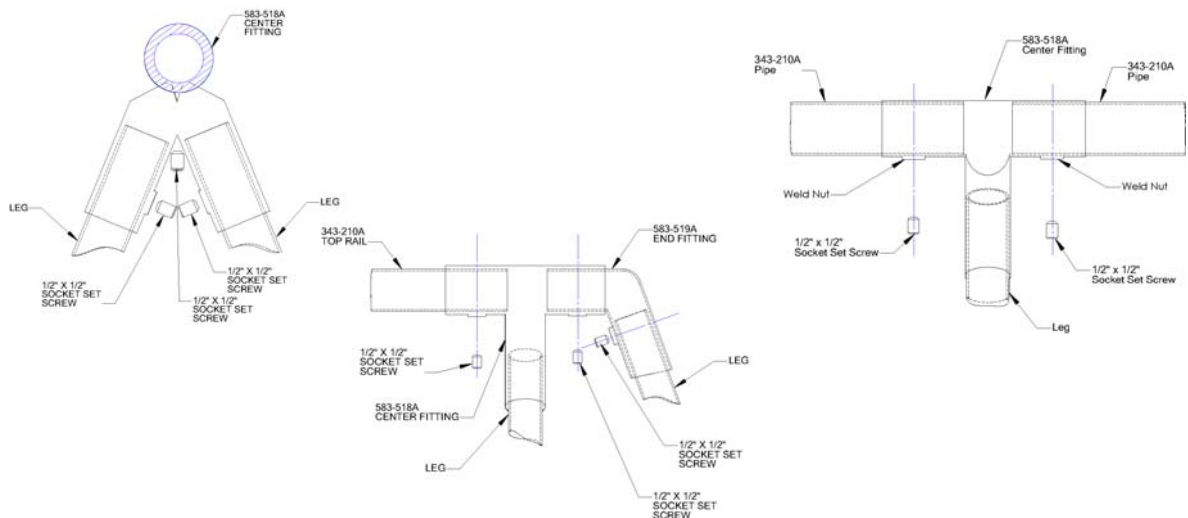 583-518A
CENTER
FITTING
LEG
LEG
1/2" X 1/2"
SOCKET SET
SCREW
1/2" X 1/2"
SOCKET SET
SCREW
1/2" X 1/2"
SOCKET SET
SCREW
343-210A
TOP RAIL
583-519A
END FITTING
1/2" X 1/2"
SOCKET SET
SCREW
LEG
583-518A
CENTER FITTING
LEG
1/2" X 1/2"
SOCKET SET
SCREW
1/2" X 1/2"
SOCKET SET
SCREW
583-518A
Center Fitting
343-210A
Pipe
343-210A
Pipe
Weld Nut
Weld Nut
1/2" x 1/2"
Socket Set Screw
1/2" x 1/2"
Socket Set Screw
Leg